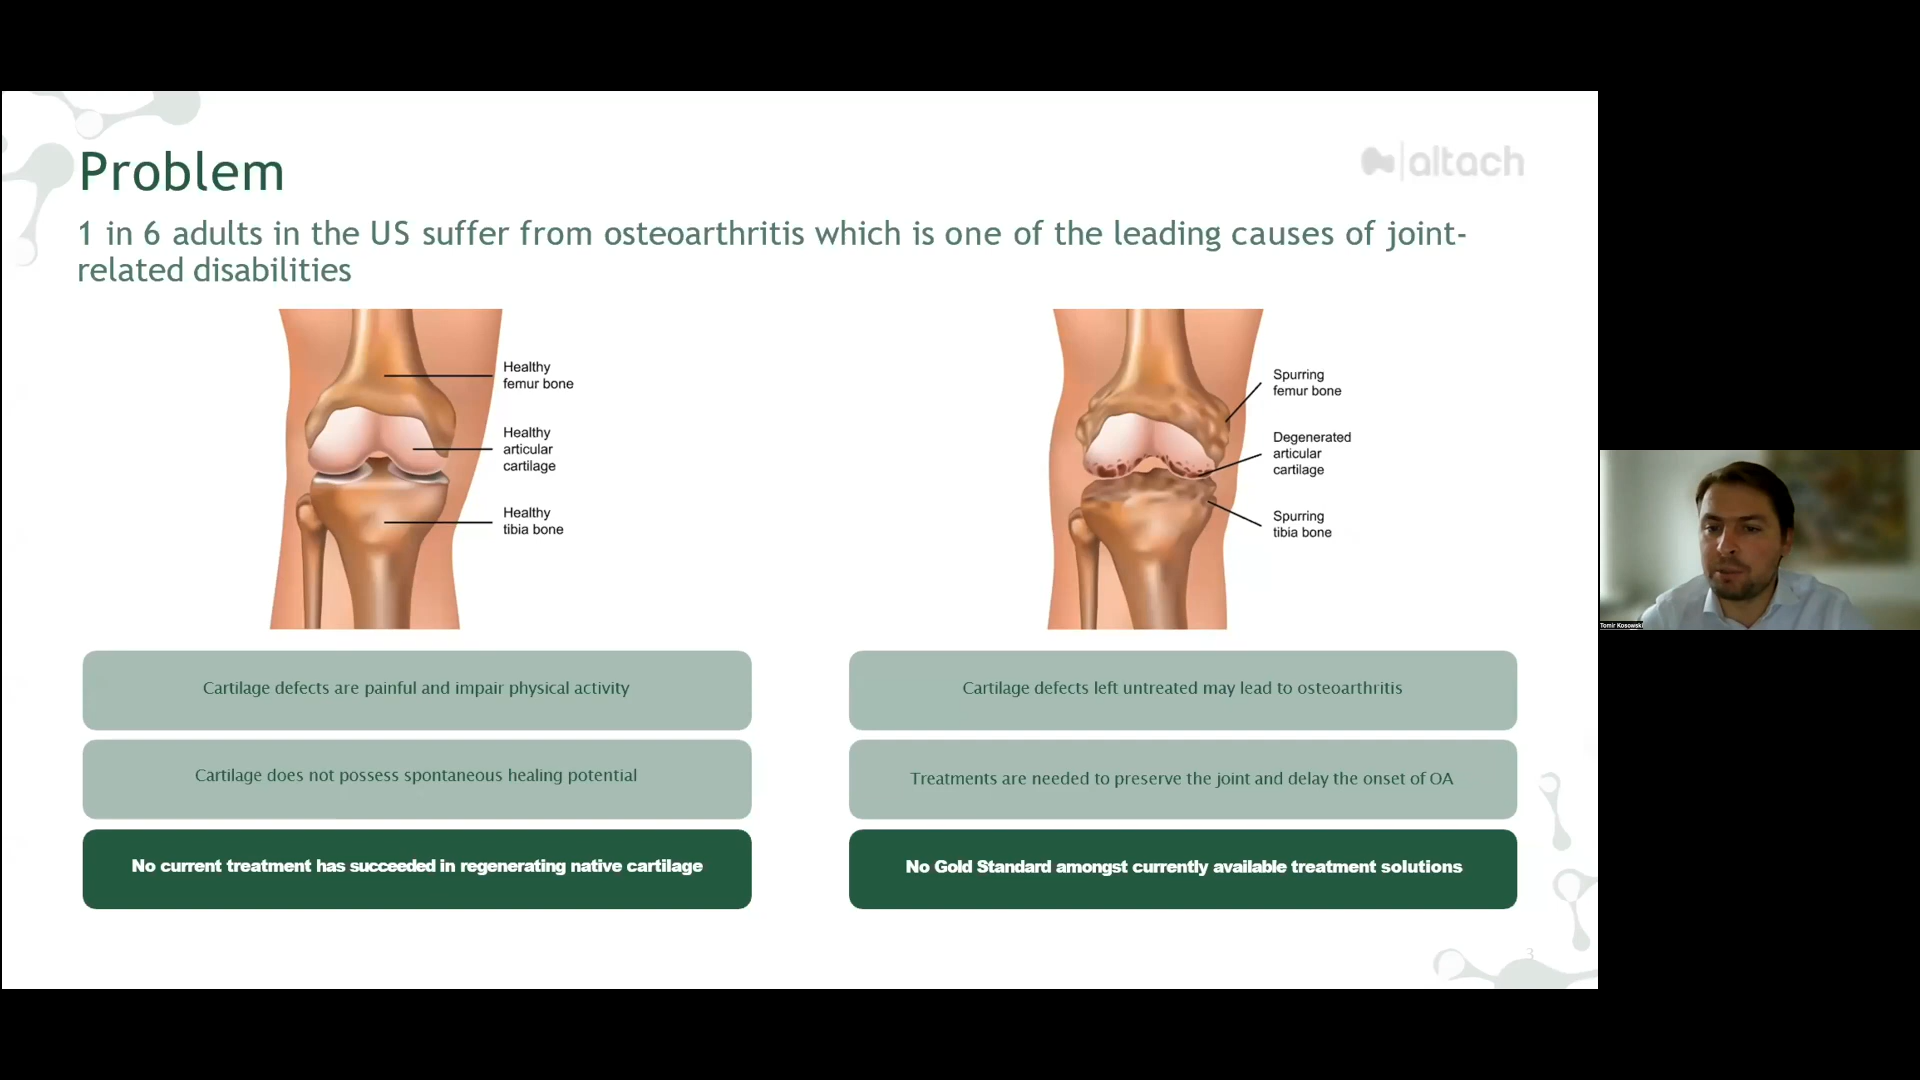 Problem
altach
1 in 6 adults in the US suffer from osteoarthritis which is one of the leading causes of joint-
related disabilities
Healthy
femur bone
Healthy
articular
cartilage
Healthy
tibia bone
Spurring
femur bone
Degenerated
articular
cartilage
Spurring
tibia bone
Cartilage defects are painful and impair physical activity
Cartilage defects left untreated may lead to osteoarthritis
Cartilage does not possess spontaneous healing potential
Treatments are needed to preserve the joint and delay the onset of OA
No current treatment has succeeded in regenerating native cartilage
No Gold Standard amongst currently available treatment solutions
3
Tomir Kosowski